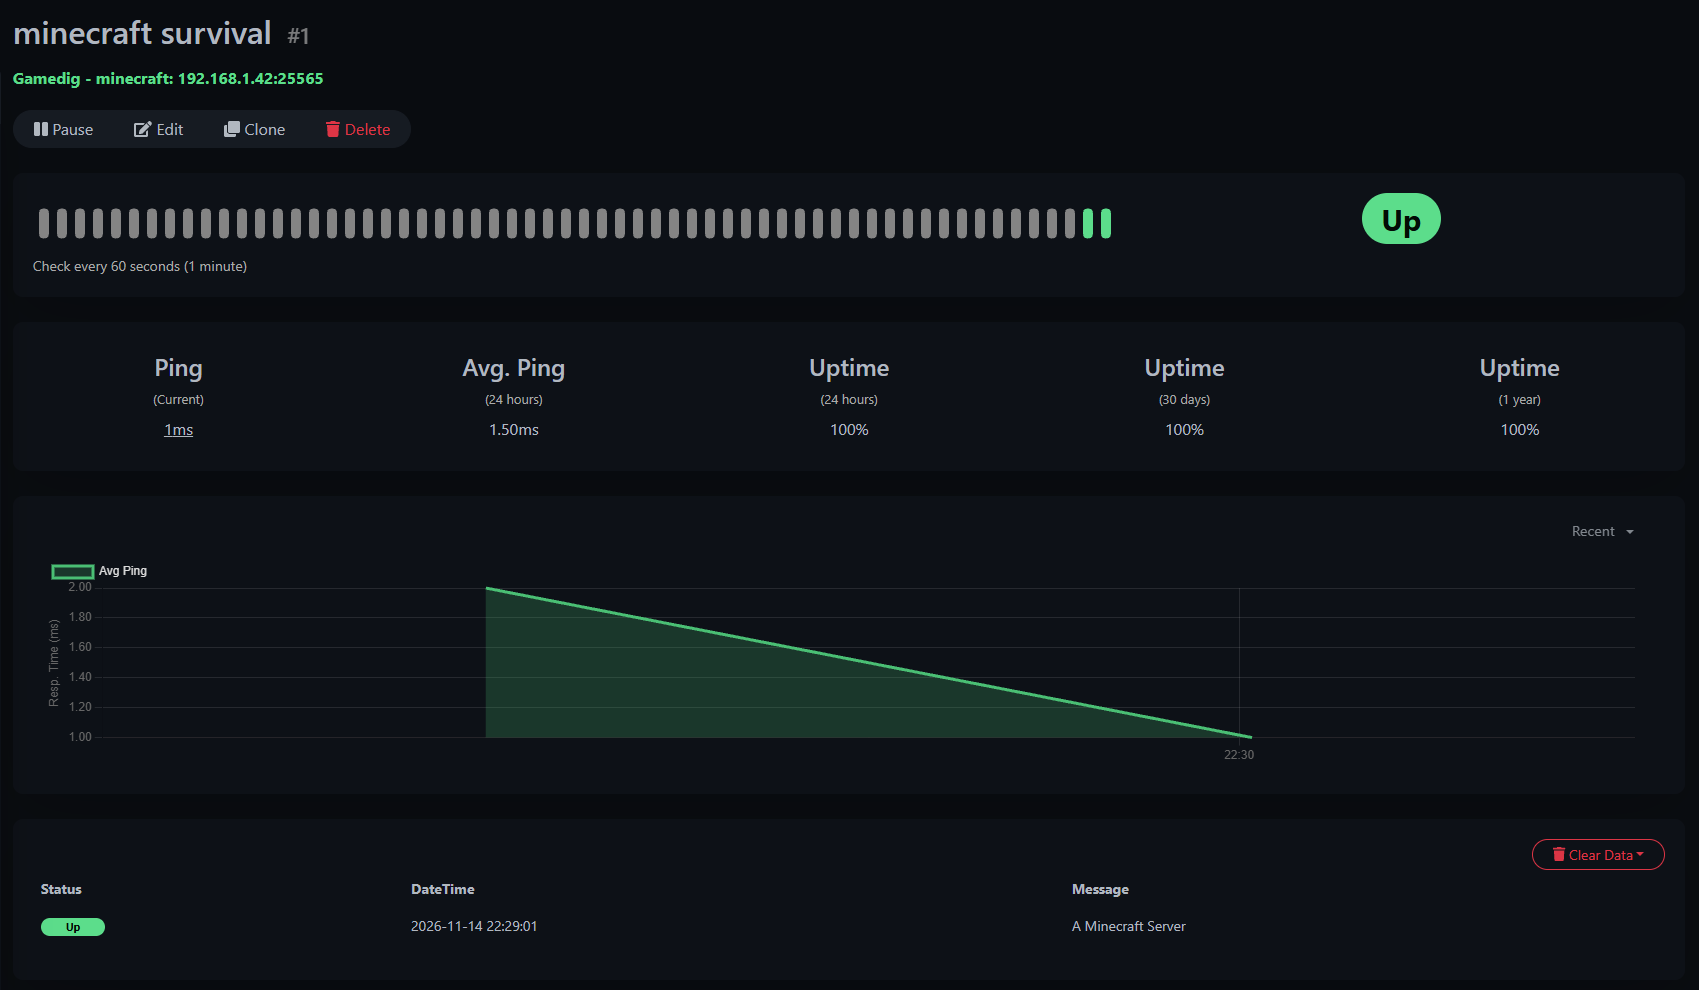 minecraft survival #1
Gamedig - minecraft: 192.168.1.42:25565
Pause Edit Clone Delete
Up
Check every 60 seconds (1 minute)
Ping Avg. Ping Uptime Uptime Uptime
(Current) (24 hours) (24 hours) (30 days) (1 year)
1ms 1.50ms 100% 100% 100%
Recent
Avg Ping
2.00
1.80
1.60
1.40
1.20
1.00
Resp. Time (ms)
22:30
Clear Data
Status DateTime Message
Up 2026-11-14 22:29:01 A Minecraft Server